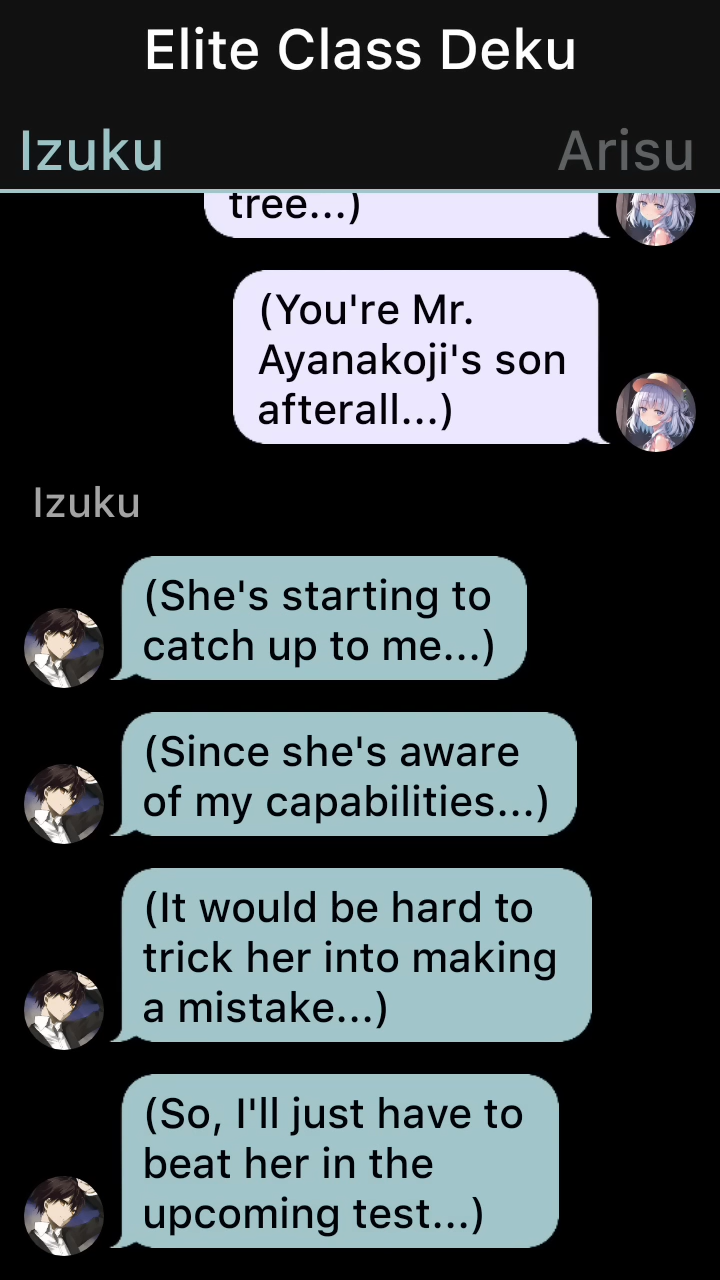 Elite Class Deku
Izuku
Arisu
tree...)
(You're Mr.
Ayanakoji's son
afterall...)
Izuku
(She's starting to
catch up to me...)
(Since she's aware
of my capabilities...)
(It would be hard to
trick her into making
a mistake...)
(So, I'll just have to
beat her in the
upcoming test...)